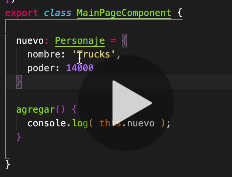 export class MainPageComponent {
nuevo: Personaje = {
nombre: 'Trucks',
poder: 14000
}
agregar() {
console.log( this.nuevo );
}
}